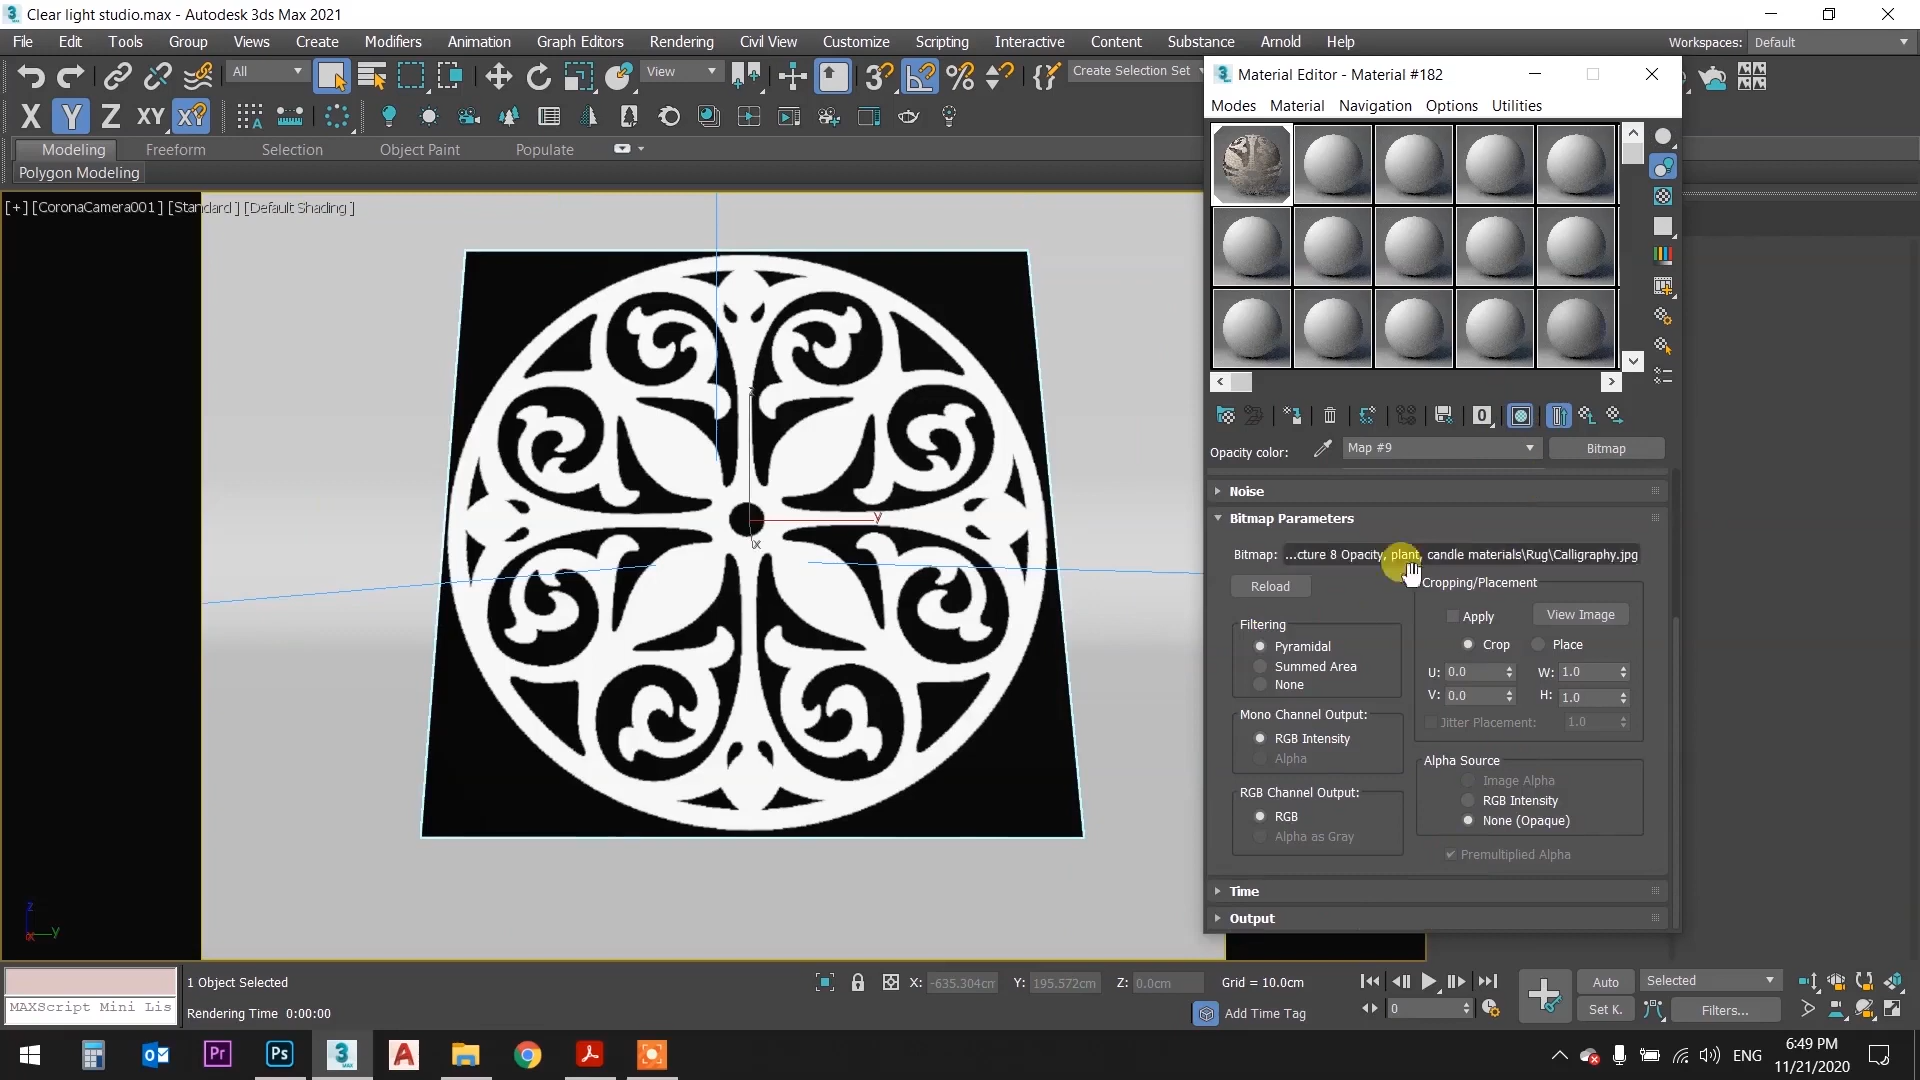 Clear light studio.max - Autodesk 3ds Max 2021
File Edit Tools Group Views Create Modifiers Animation Graph Editors Rendering Civil View Customize Scripting Interactive Content Substance Arnold Help
Workspaces: Default
All
View
Create Selection Set
X Y Z XY
Modeling Freeform Selection Object Paint Populate
Polygon Modeling
[+] [CoronaCamera001] [Standard] [Default Shading]
y
x
z
y
x
Material Editor - Material #182
Modes Material Navigation Options Utilities
Opacity color: Map #9 Bitmap
Noise
Bitmap Parameters
Bitmap: ...cture 8 Opacity, plant, candle materials\Rug\Calligraphy.jpg
Reload
Cropping/Placement
Apply View Image
Crop Place
U: 0.0 W: 1.0
V: 0.0 H: 1.0
Jitter Placement: 1.0
Filtering
Pyramidal
Summed Area
None
Mono Channel Output:
RGB Intensity
Alpha
RGB Channel Output:
RGB
Alpha as Gray
Alpha Source
Image Alpha
RGB Intensity
None (Opaque)
Premultiplied Alpha
Time
Output
MAXScript Mini Lis
1 Object Selected
Rendering Time 0:00:00
X: -635.304cm Y: 195.572cm Z: 0.0cm
Grid = 10.0cm
Add Time Tag
0
Auto Selected
Set K. Filters...
Pr
Ps
3
MAX
A
ENG
6:49 PM
11/21/2020